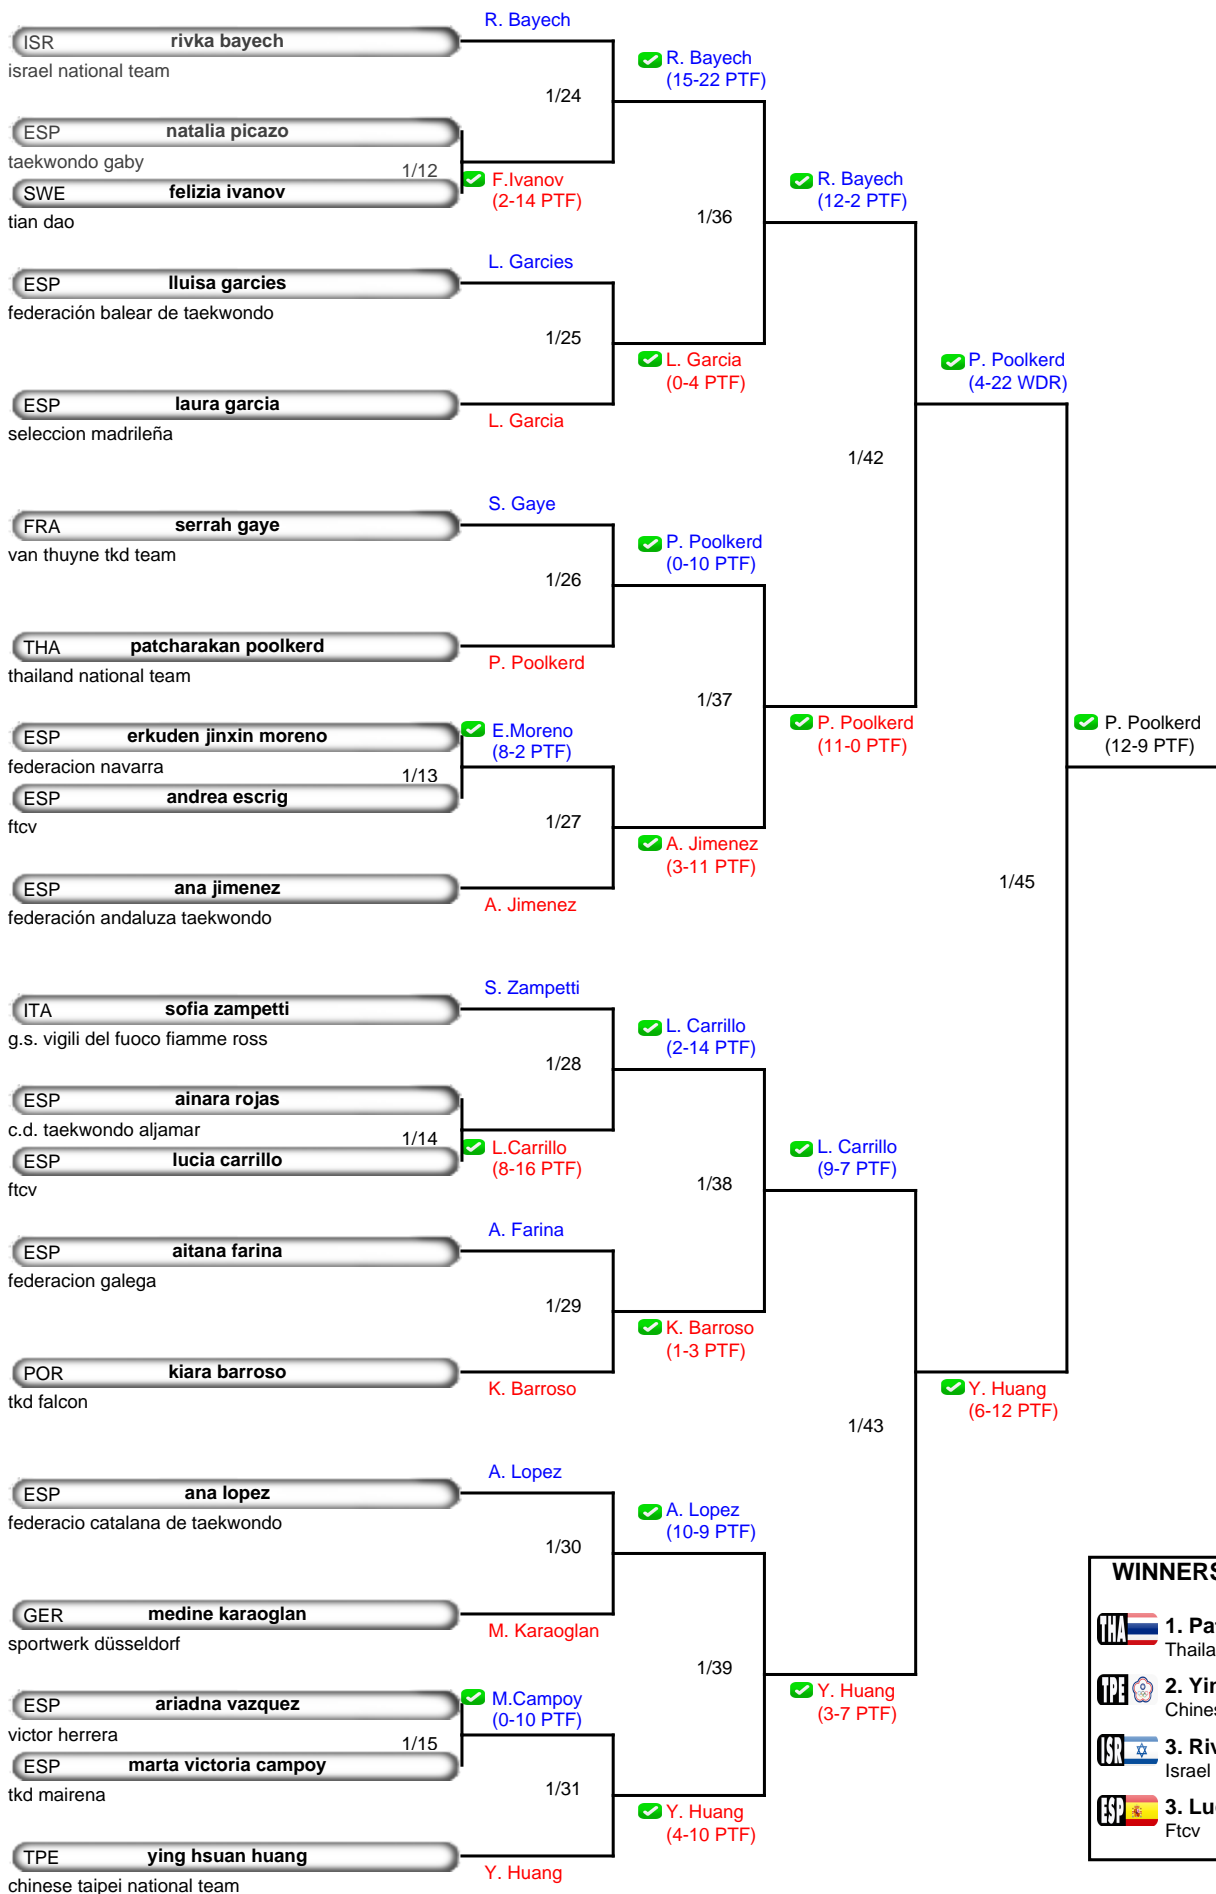 R. Bayech
ISR rivka bayech
israel national team
R. Bayech
(15-22 PTF)
1/24
ESP natalia picazo
taekwondo gaby
1/12
SWE felizia ivanov
tian dao
F.Ivanov
(2-14 PTF)
R. Bayech
(12-2 PTF)
1/36
L. Garcies
ESP lluisa garcies
federación balear de taekwondo
1/25
L. Garcia
(0-4 PTF)
ESP laura garcia
seleccion madrileña
L. Garcia
P. Poolkerd
(4-22 WDR)
1/42
S. Gaye
FRA serrah gaye
van thuyne tkd team
P. Poolkerd
(0-10 PTF)
1/26
THA patcharakan poolkerd
thailand national team
P. Poolkerd
1/37
P. Poolkerd
(11-0 PTF)
P. Poolkerd
(12-9 PTF)
ESP erkuden jinxin moreno
federacion navarra
E.Moreno
(8-2 PTF)
1/13
ESP andrea escrig
ftcv
1/27
A. Jimenez
(3-11 PTF)
ESP ana jimenez
federación andaluza taekwondo
A. Jimenez
1/45
S. Zampetti
ITA sofia zampetti
g.s. vigili del fuoco fiamme ross
L. Carrillo
(2-14 PTF)
1/28
ESP ainara rojas
c.d. taekwondo aljamar
1/14
ESP lucia carrillo
ftcv
L.Carrillo
(8-16 PTF)
L. Carrillo
(9-7 PTF)
1/38
A. Farina
ESP aitana farina
federacion galega
1/29
K. Barroso
(1-3 PTF)
POR kiara barroso
tkd falcon
K. Barroso
Y. Huang
(6-12 PTF)
1/43
A. Lopez
ESP ana lopez
federacio catalana de taekwondo
A. Lopez
(10-9 PTF)
1/30
GER medine karaoglan
sportwerk düsseldorf
M. Karaoglan
1/39
Y. Huang
(3-7 PTF)
ESP ariadna vazquez
victor herrera
M.Campoy
(0-10 PTF)
1/15
ESP marta victoria campoy
tkd mairena
1/31
Y. Huang
(4-10 PTF)
TPE ying hsuan huang
chinese taipei national team
Y. Huang
WINNERS
THA 1. Pa
Thaila
TPE 2. Yin
Chines
ISR 3. Riv
Israel
ESP 3. Lu
Ftcv